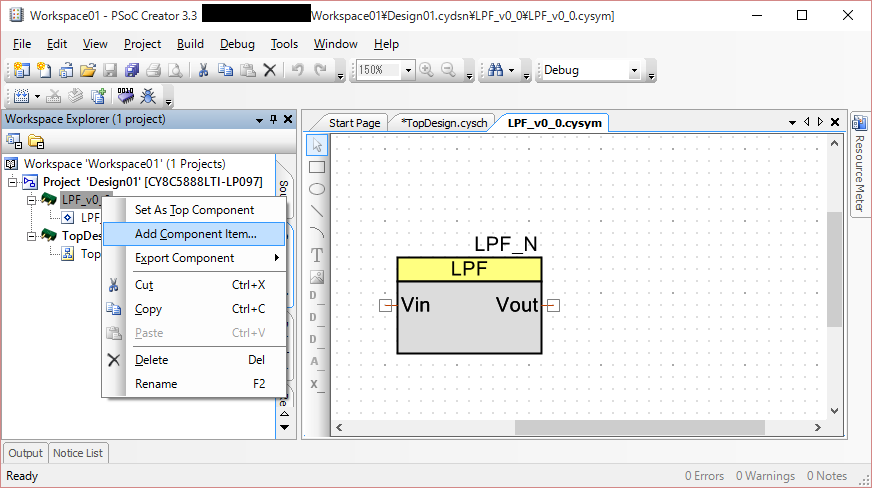 Workspace01 - PSoC Creator 3.3 Workspace01¥Design01.cydsn¥LPF_v0_0¥LPF_v0_0.cysym]
File Edit View Project Build Debug Tools Window Help
150% Debug
Workspace Explorer (1 project)
Start Page *TopDesign.cysch LPF_v0_0.cysym
Workspace 'Workspace01' (1 Projects)
Project 'Design01' [CY8C5888LTI-LP097]
LPF_v0_0
LPF
TopDes
Top
Set As Top Component
Add Component Item...
Export Component
Cut Ctrl+X
Copy Ctrl+C
Paste Ctrl+V
Delete Del
Rename F2
T
D
D
D
A
X
LPF_N
LPF
Vin Vout
Resource Meter
Output Notice List
Ready 0 Errors 0 Warnings 0 Notes